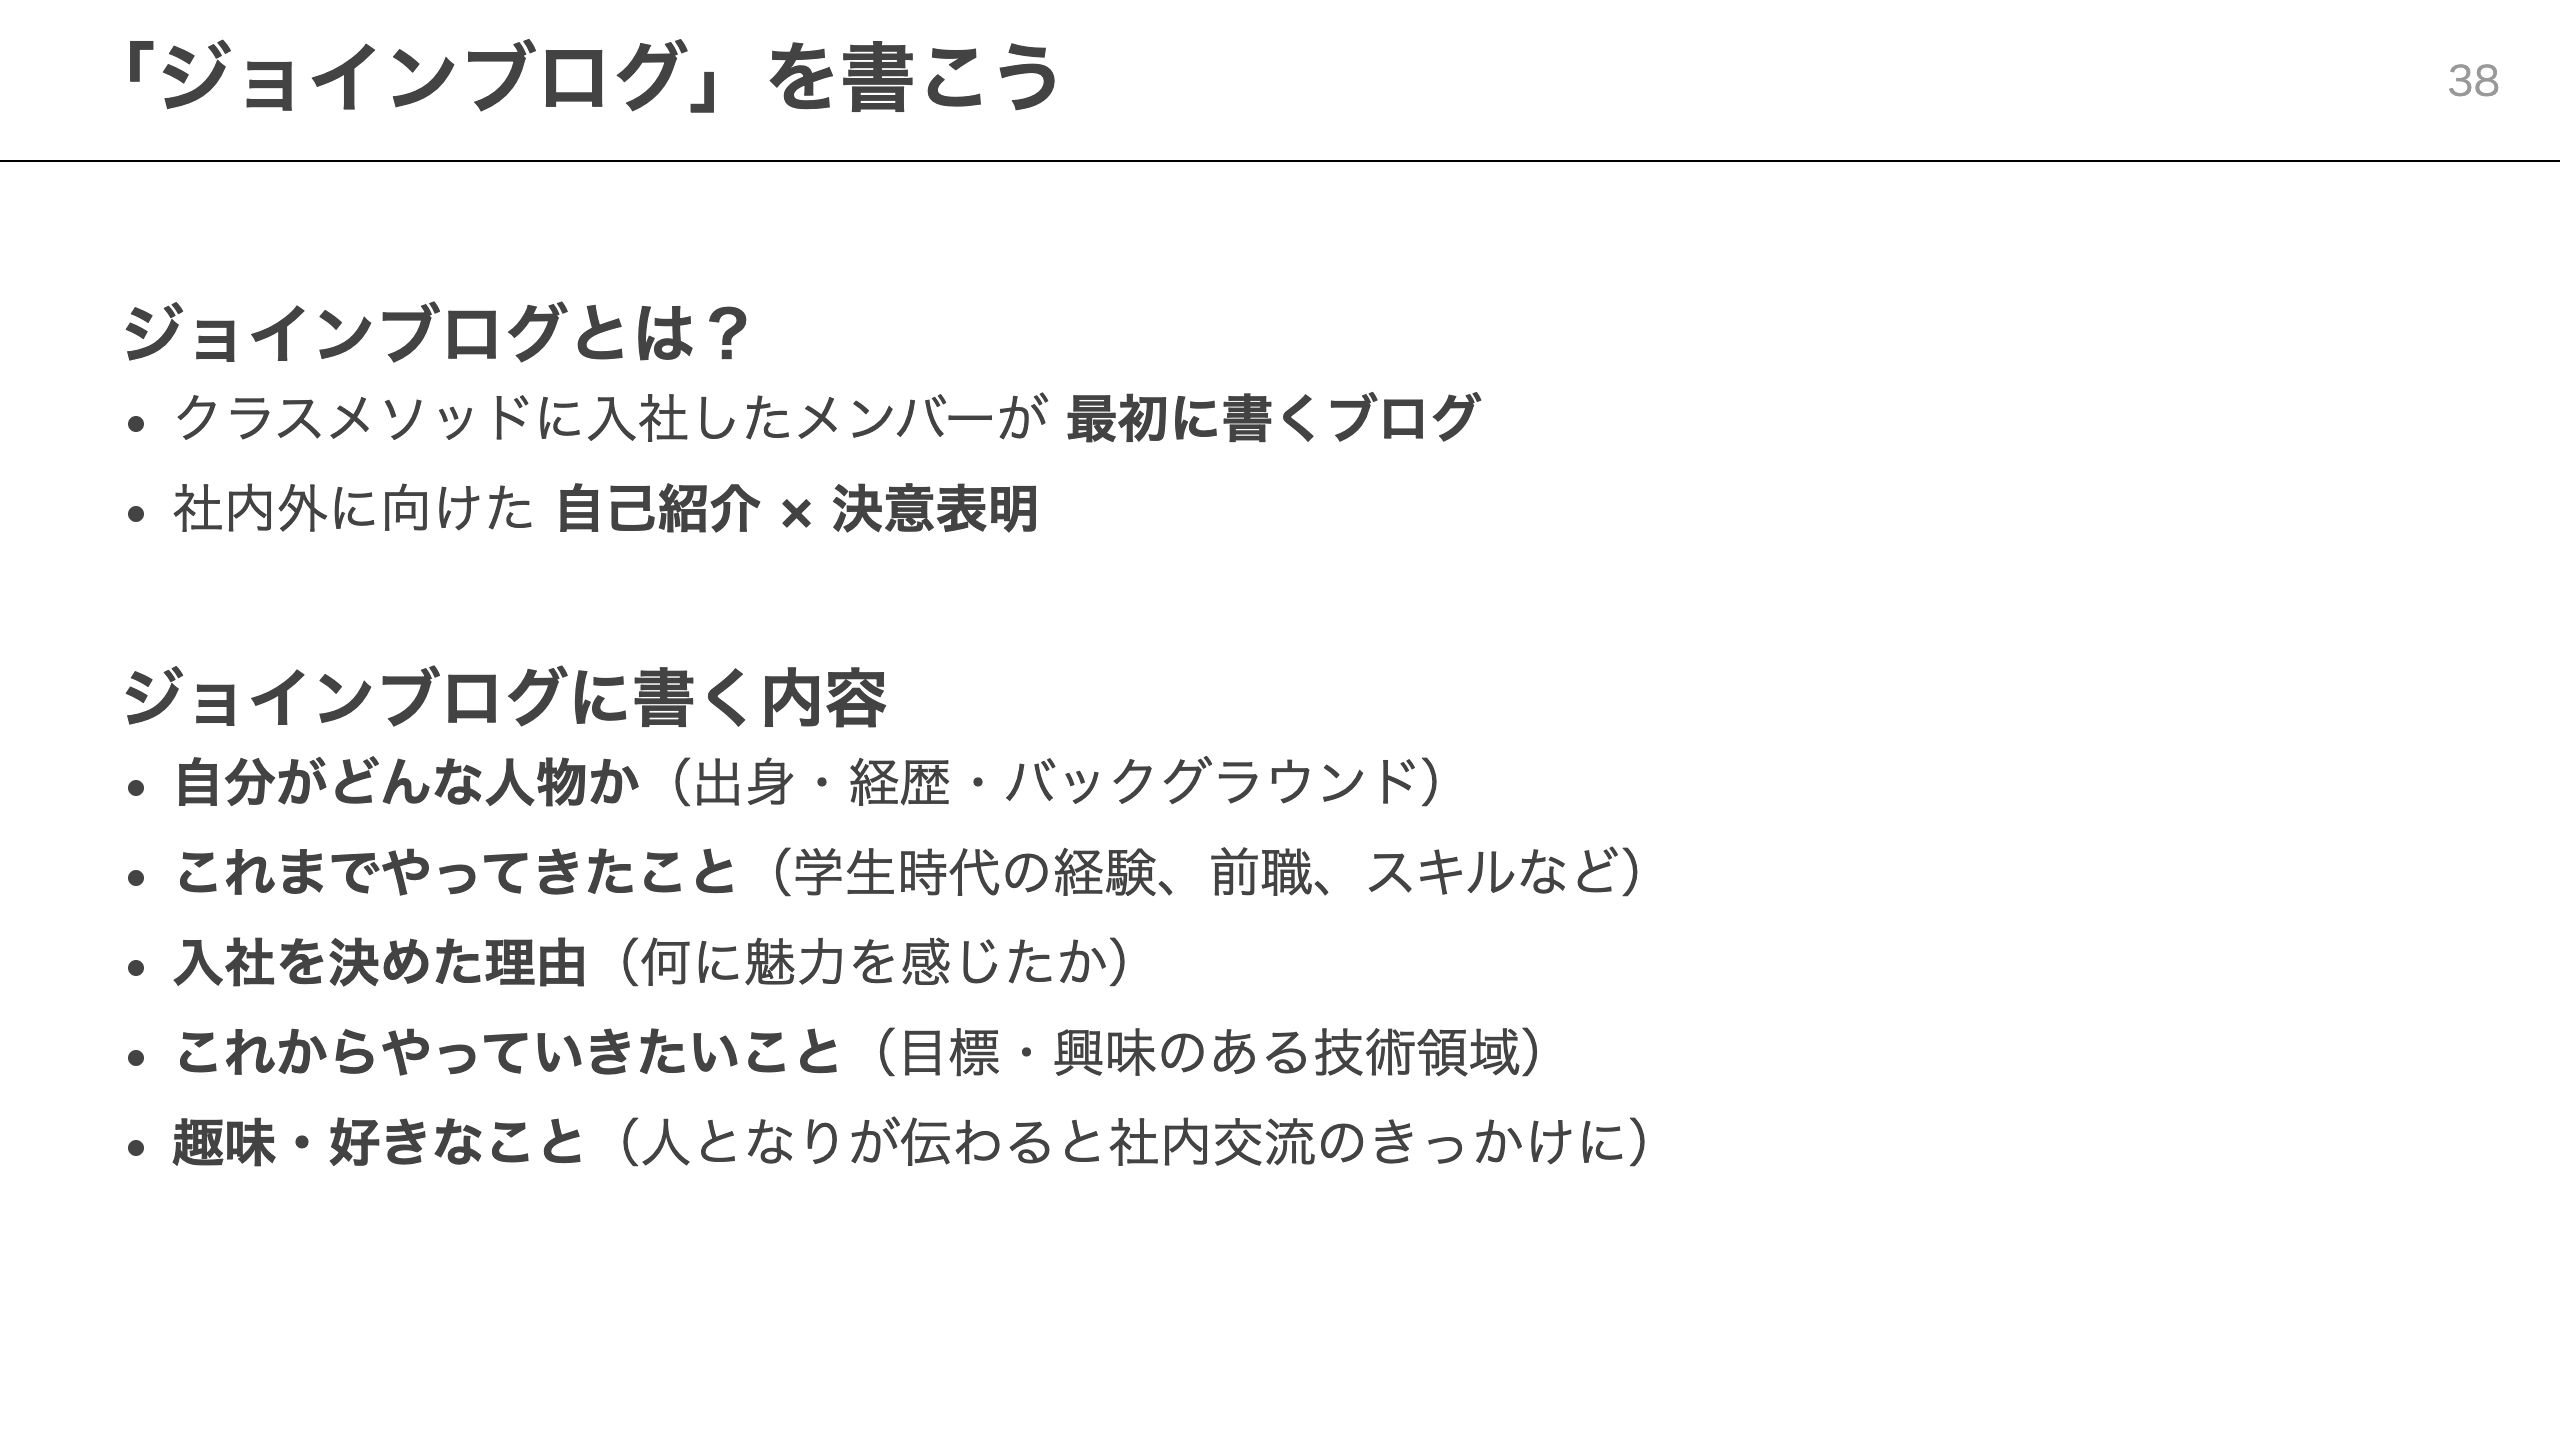 「ジョインブログ」を書こう
38
ジョインブログとは？
• クラスメソッドに入社したメンバーが 最初に書くブログ
• 社内外に向けた 自己紹介 × 決意表明
ジョインブログに書く内容
• 自分がどんな人物か（出身・経歴・バックグラウンド）
• これまでやってきたこと（学生時代の経験、前職、スキルなど）
• 入社を決めた理由（何に魅力を感じたか）
• これからやっていきたいこと（目標・興味のある技術領域）
• 趣味・好きなこと（人となりが伝わると社内交流のきっかけに）